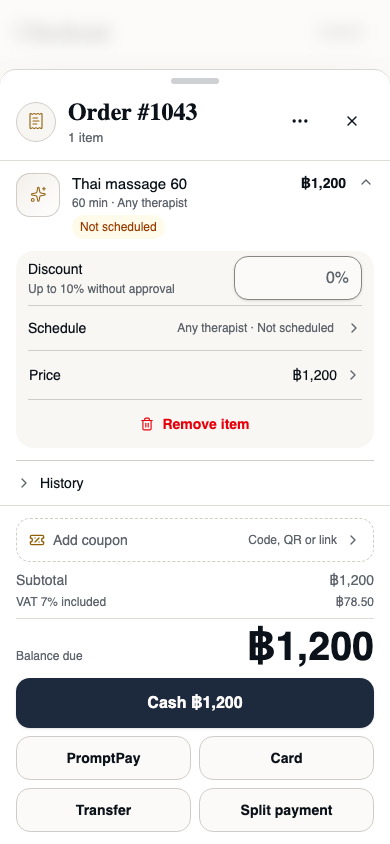 Order #1043
1 item
Thai massage 60
฿1,200
60 min · Any therapist
Not scheduled
Discount
Up to 10% without approval
0%
Schedule
Any therapist · Not scheduled
Price
฿1,200
Remove item
History
Add coupon
Code, QR or link
Subtotal
฿1,200
VAT 7% included
฿78.50
Balance due
฿1,200
Cash ฿1,200
PromptPay
Card
Transfer
Split payment